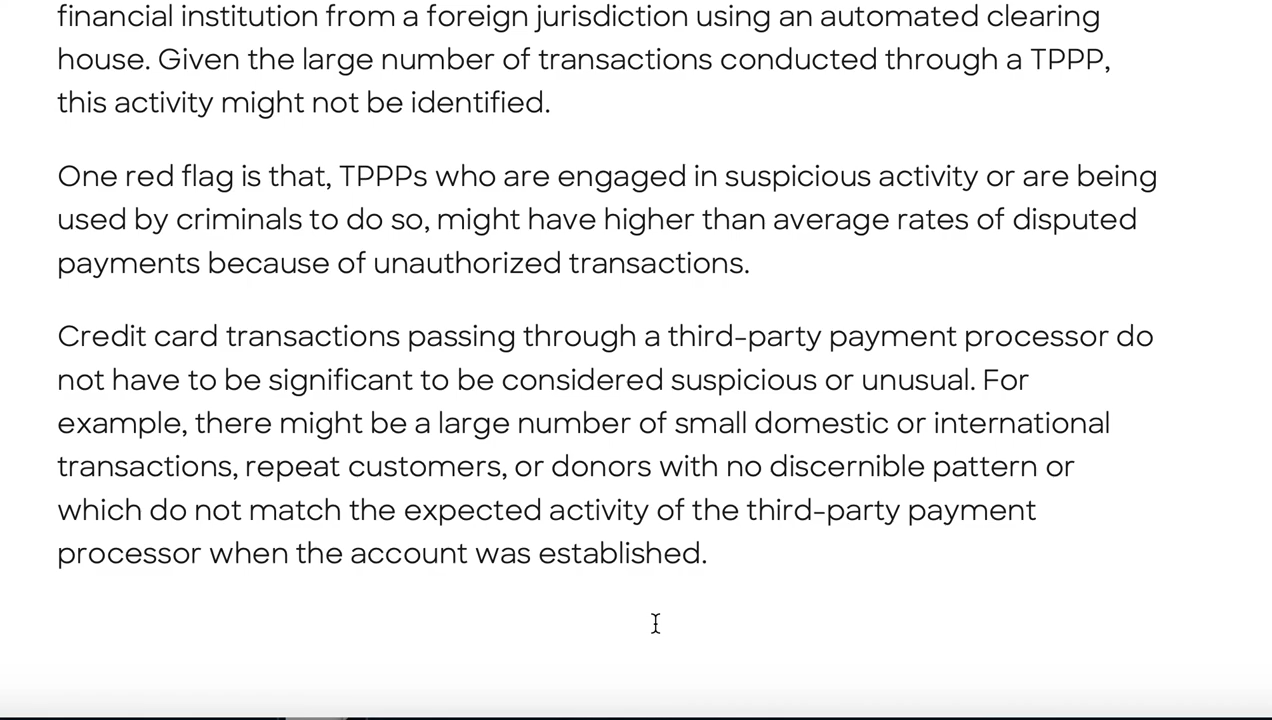 financial institution from a foreign jurisdiction using an automated clearing
house. Given the large number of transactions conducted through a TPPP,
this activity might not be identified.
One red flag is that, TPPPs who are engaged in suspicious activity or are being
used by criminals to do so, might have higher than average rates of disputed
payments because of unauthorized transactions.
Credit card transactions passing through a third-party payment processor do
not have to be significant to be considered suspicious or unusual. For
example, there might be a large number of small domestic or international
transactions, repeat customers, or donors with no discernible pattern or
which do not match the expected activity of the third-party payment
processor when the account was established.